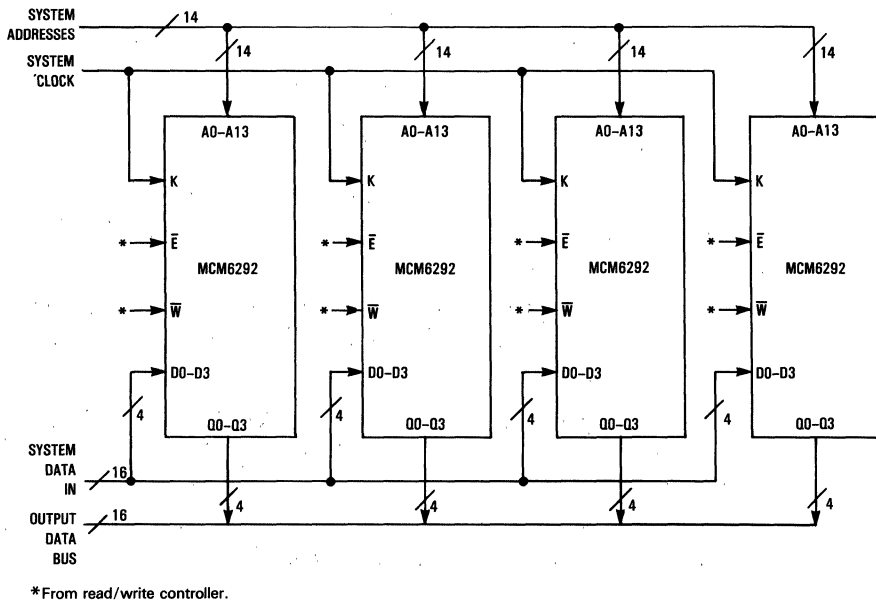 SYSTEM
ADDRESSES
14
14 14 14 14
SYSTEM
CLOCK
A0-A13 A0-A13 A0-A13 A0-A13
K K K K
* E̅ * E̅ * E̅ * E̅
MCM6292 MCM6292 MCM6292 MCM6292
* W̅ * W̅ * W̅ * W̅
D0-D3 D0-D3 D0-D3 D0-D3
4 4 4 4
Q0-Q3 Q0-Q3 Q0-Q3 Q0-Q3
SYSTEM
DATA
IN
16
4 4 4 4
OUTPUT
DATA
BUS
16
*From read/write controller.